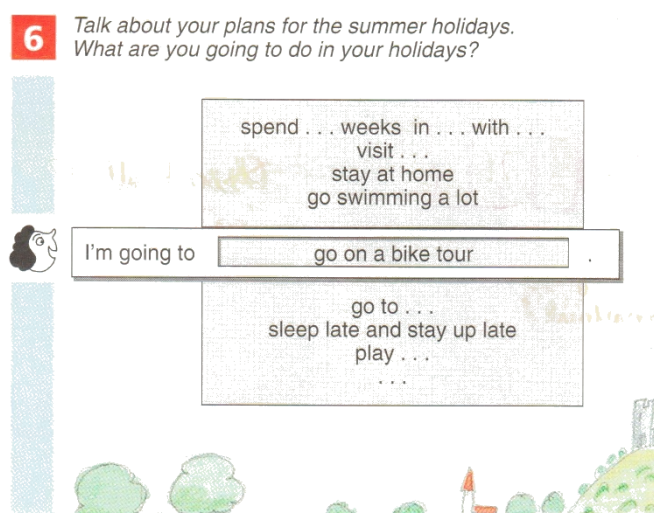 6
Talk about your plans for the summer holidays.
What are you going to do in your holidays?
spend . . . weeks in . . . with . . .
visit . . .
stay at home
go swimming a lot
I'm going to go on a bike tour .
go to . . .
sleep late and stay up late
play . . .
. . .